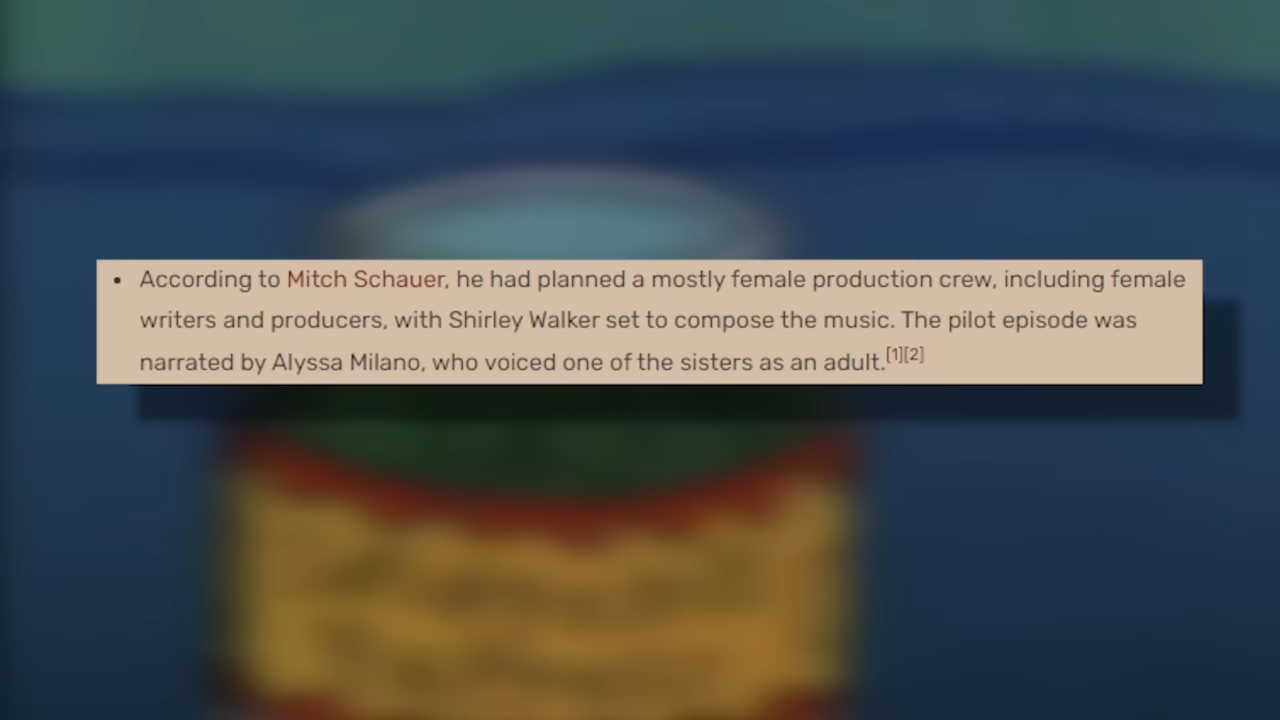 • According to Mitch Schauer, he had planned a mostly female production crew, including female
writers and producers, with Shirley Walker set to compose the music. The pilot episode was
narrated by Alyssa Milano, who voiced one of the sisters as an adult.[1][2]